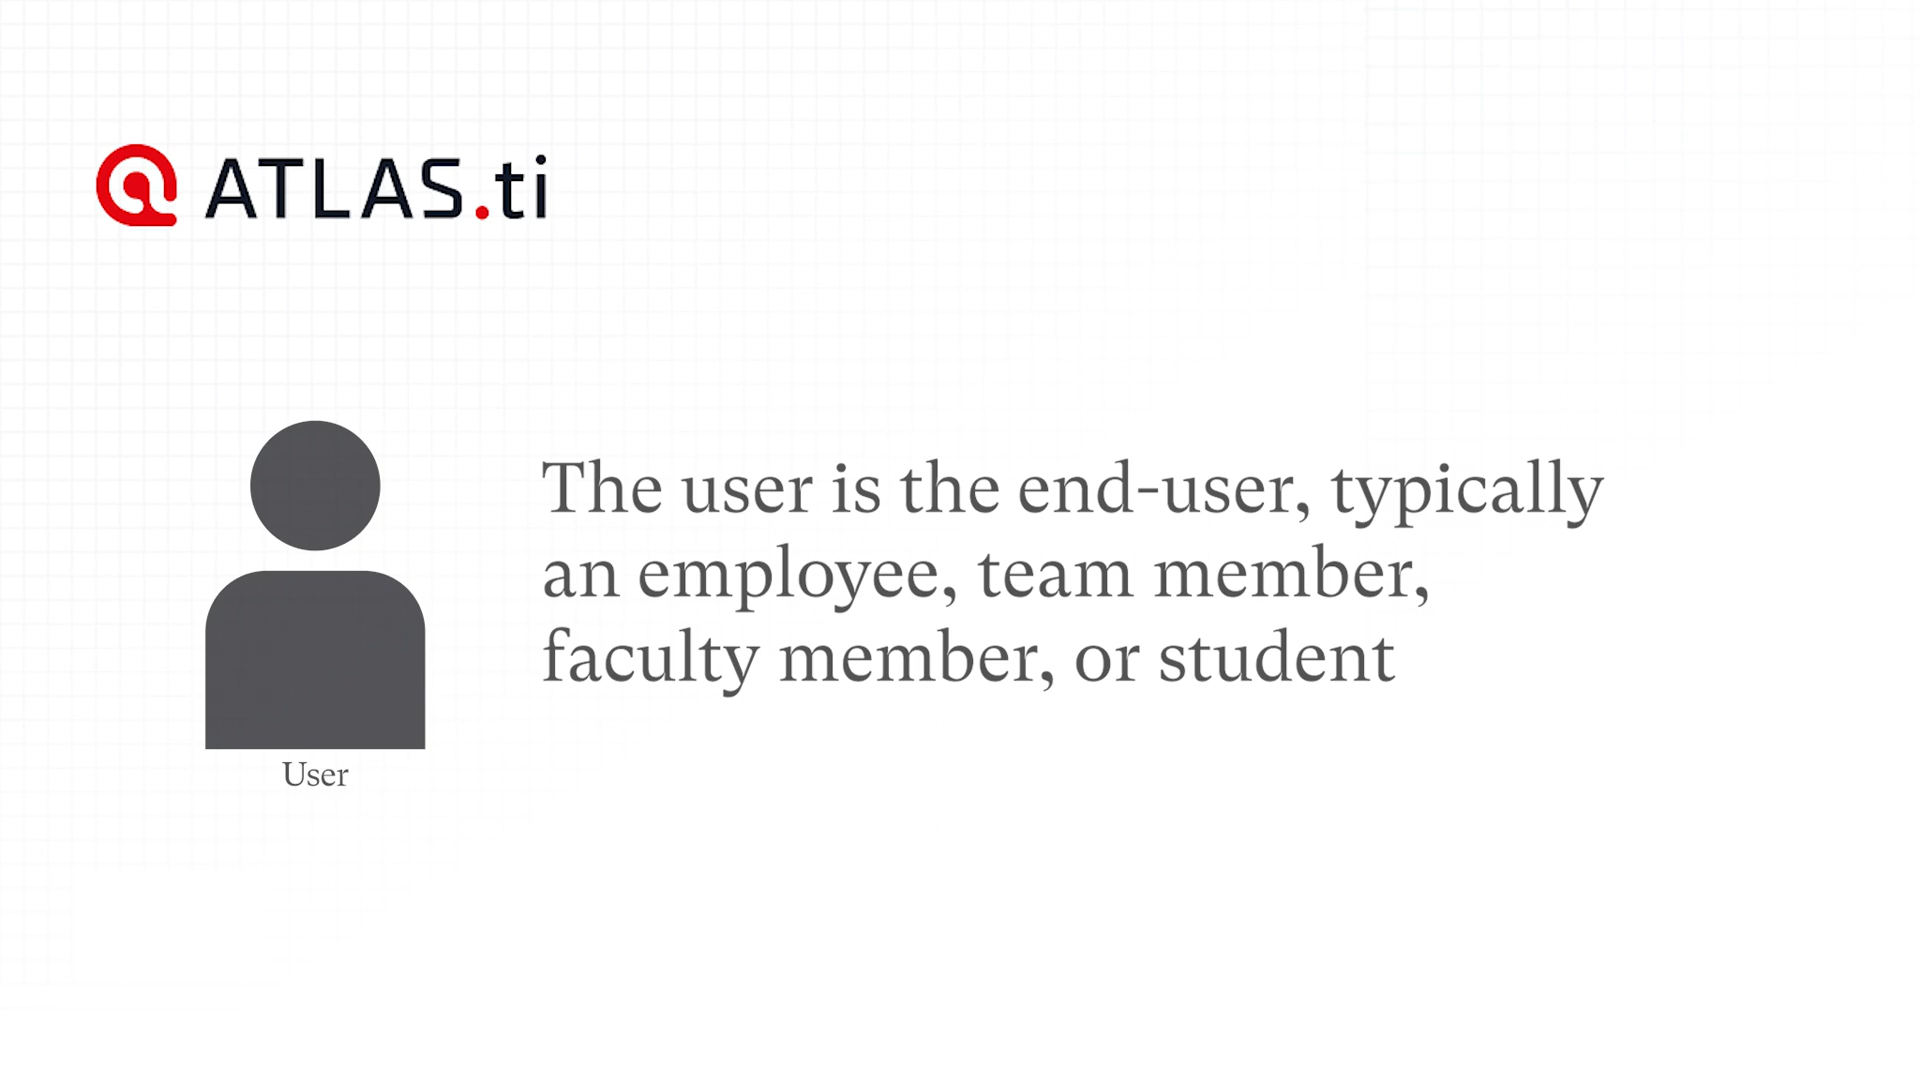 ATLAS.ti
The user is the end-user, typically
an employee, team member,
faculty member, or student
User